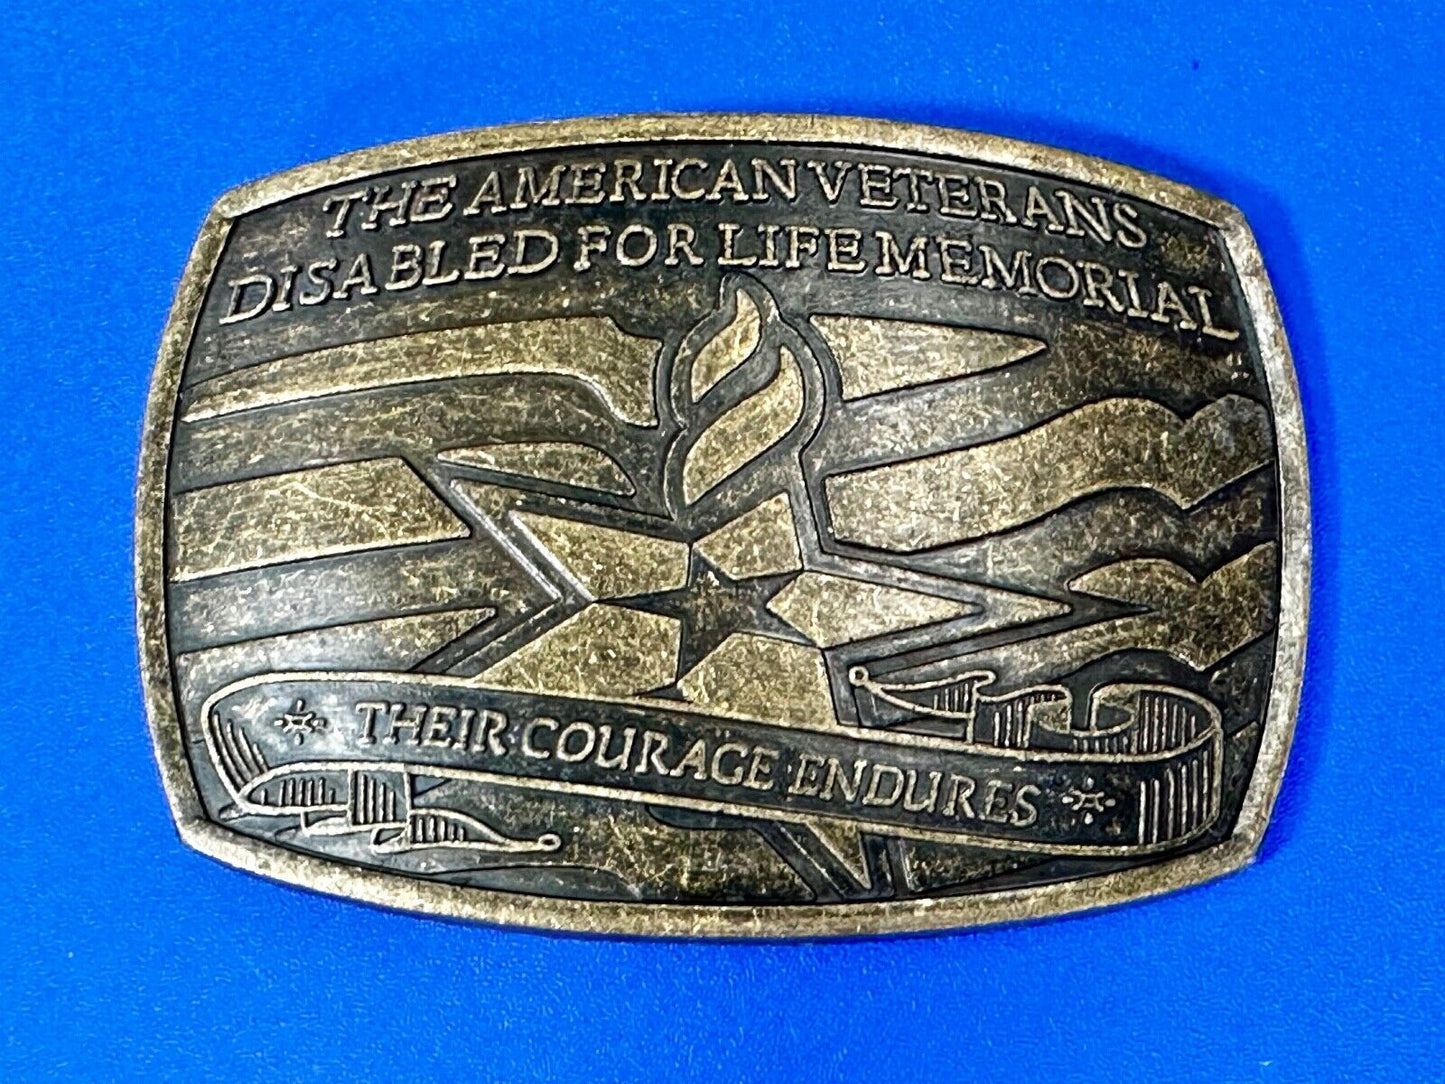 THE AMERICAN VETERANS
DISABLED FOR LIFE MEMORIAL
THEIR COURAGE ENDURES